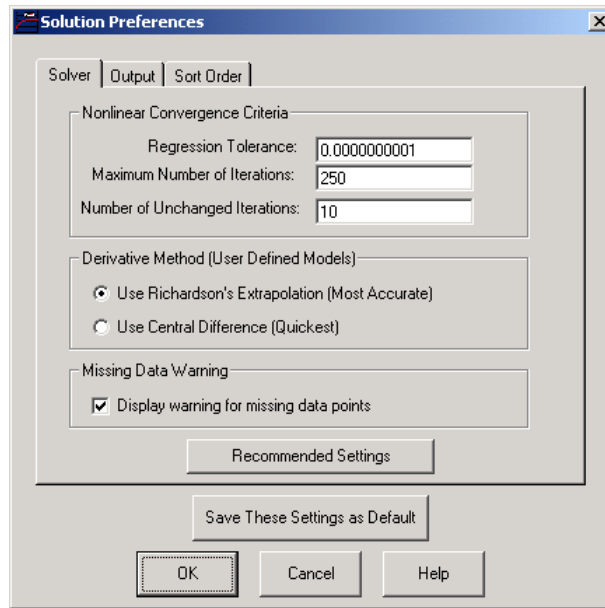 Solution Preferences
Solver Output Sort Order
Nonlinear Convergence Criteria
Regression Tolerance: 0.0000000001
Maximum Number of Iterations: 250
Number of Unchanged Iterations: 10
Derivative Method (User Defined Models)
Use Richardson's Extrapolation (Most Accurate)
Use Central Difference (Quickest)
Missing Data Warning
Display warning for missing data points
Recommended Settings
Save These Settings as Default
OK Cancel Help